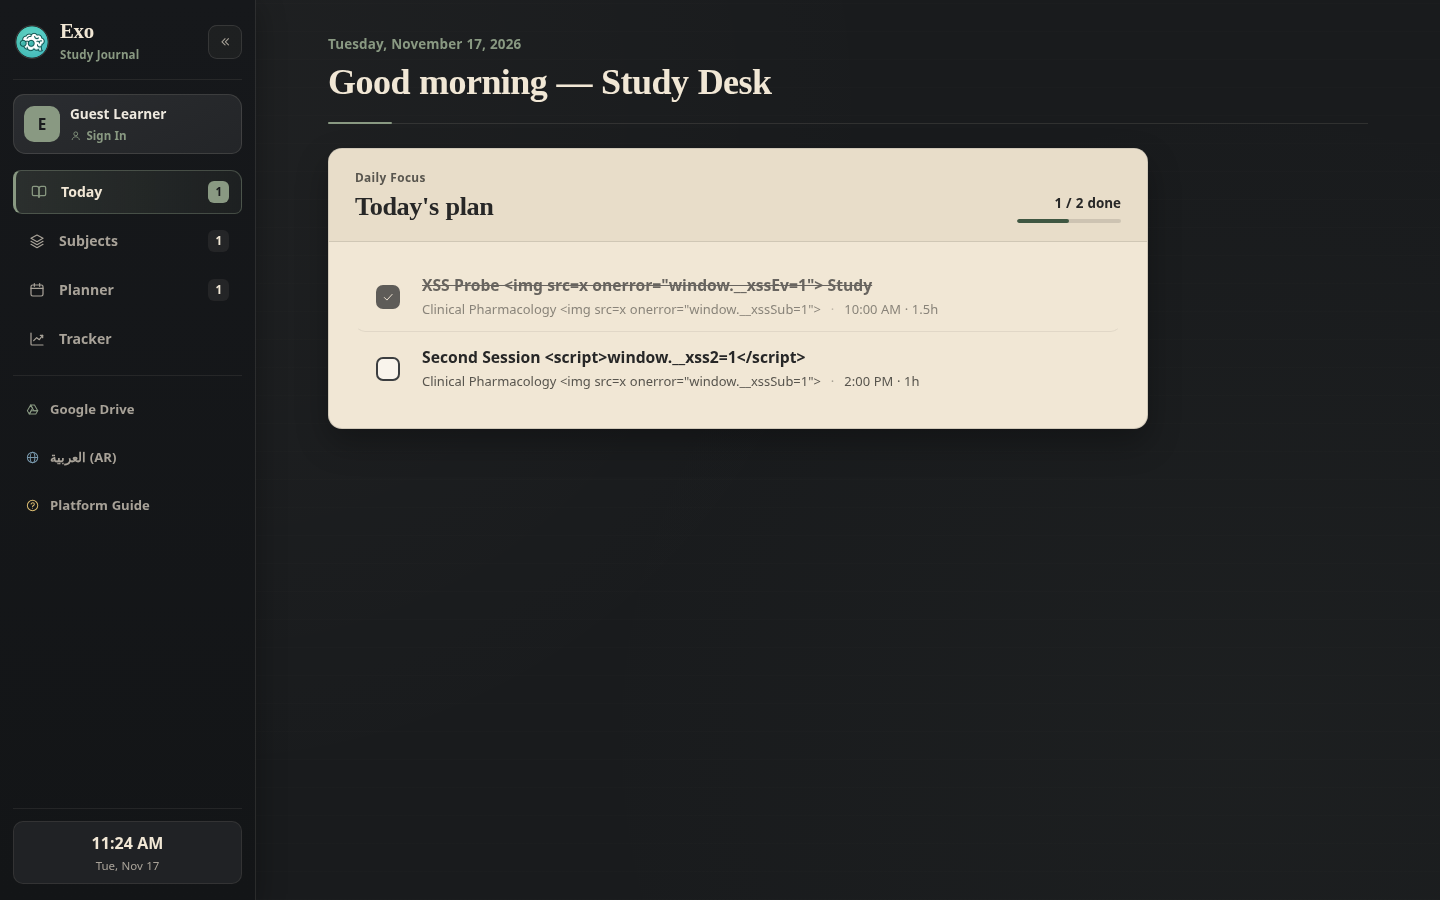 Exo
Study Journal
E
Guest Learner
Sign In
Today 1
Subjects 1
Planner 1
Tracker
Google Drive
العربية (AR)
Platform Guide
11:24 AM
Tue, Nov 17
Tuesday, November 17, 2026
Good morning — Study Desk
Daily Focus
Today's plan
1 / 2 done
XSS Probe <img src=x onerror="window.__xssEv=1"> Study
Clinical Pharmacology <img src=x onerror="window.__xssSub=1"> · 10:00 AM · 1.5h
Second Session <script>window.__xss2=1</script>
Clinical Pharmacology <img src=x onerror="window.__xssSub=1"> · 2:00 PM · 1h